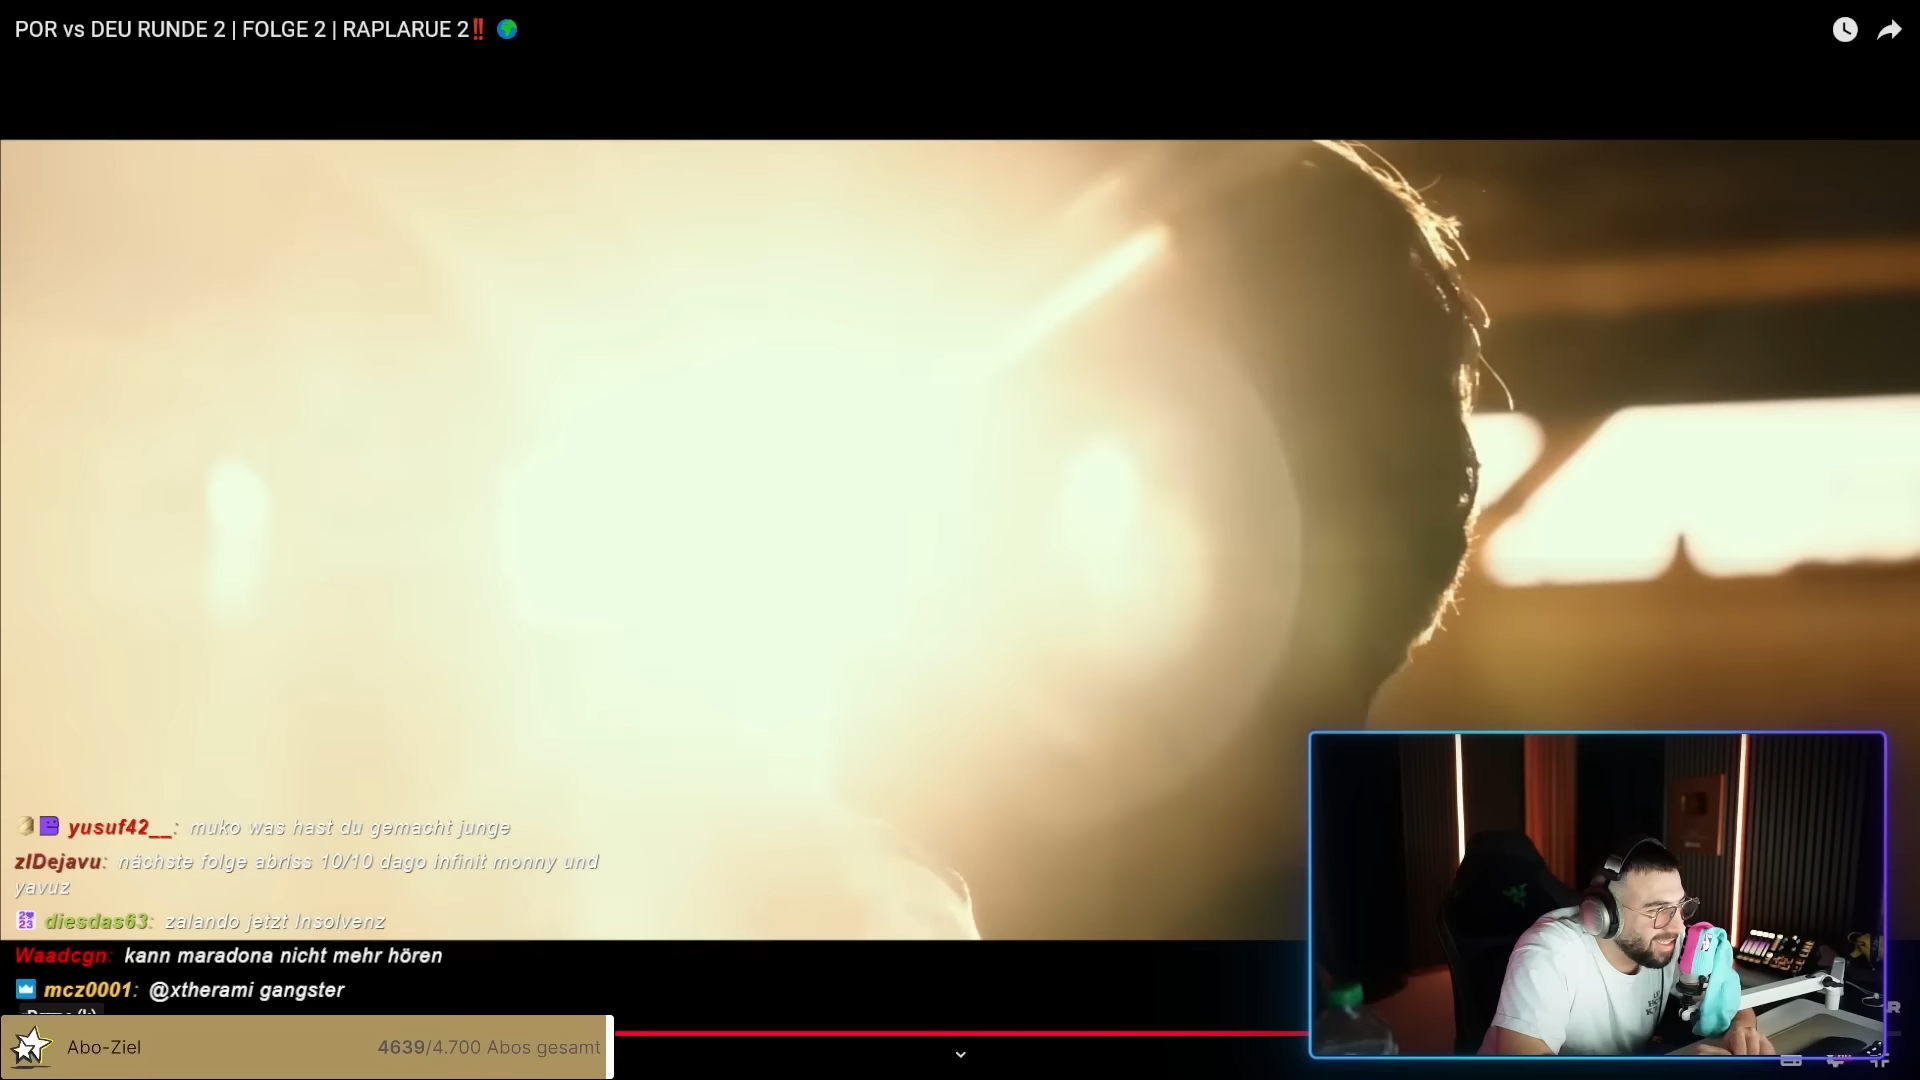 POR vs DEU RUNDE 2 | FOLGE 2 | RAPLARUE 2‼️ 🌍
yusuf42__: muko was hast du gemacht junge
zlDejavu: nächste folge abriss 10/10 dago infinit monny und
yavuz
diesdas63: zalando jetzt Insolvenz
Waadcgn: kann maradona nicht mehr hören
mcz0001: @xtherami gangster
Abo-Ziel 4639/4.700 Abos gesamt